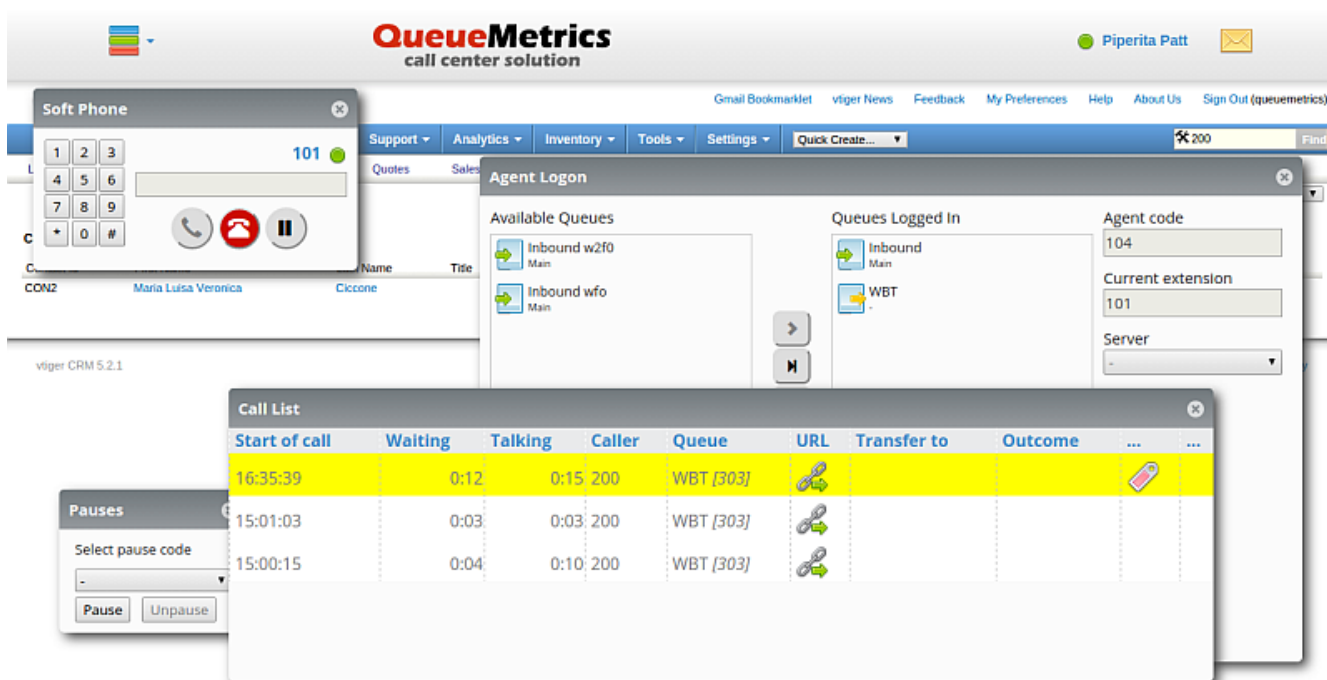 QueueMetrics
call center solution
Piperita Patt
Gmail Bookmarklet vtiger News Feedback My Preferences Help About Us Sign Out (queuemetrics)
Soft Phone
Support Analytics Inventory Tools Settings Quick Create... 200 Find
1 2 3
101
4 5 6
7 8 9
* 0 #
Quotes Sales
Agent Logon
Available Queues
Inbound w2f0
Main
Inbound wfo
Main
Queues Logged In
Inbound
Main
WBT
-
Agent code
104
Current extension
101
Server
-
Name Title
CON2 Maria Luisa Veronica Ciccone
vtiger CRM 5.2.1
Call List
Start of call Waiting Talking Caller Queue URL Transfer to Outcome ... ...
16:35:39 0:12 0:15 200 WBT [303]
15:01:03 0:03 0:03 200 WBT [303]
15:00:15 0:04 0:10 200 WBT [303]
Pauses
Select pause code
-
Pause Unpause